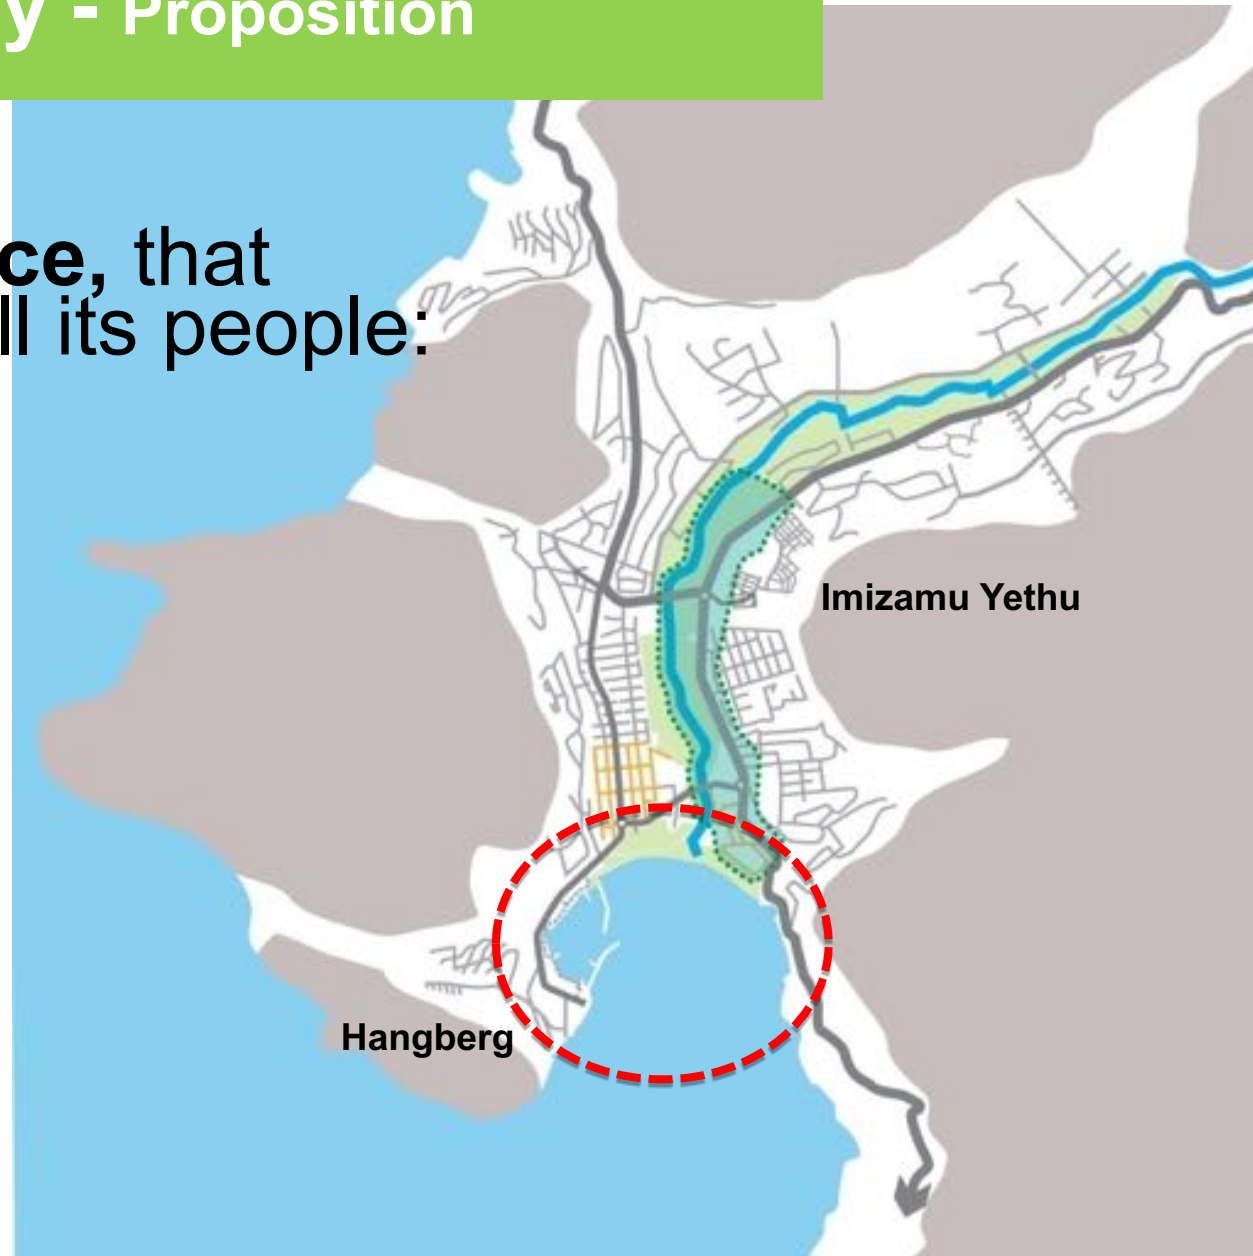 y - Proposition
ce, that
ll its people:
Imizamu Yethu
Hangberg